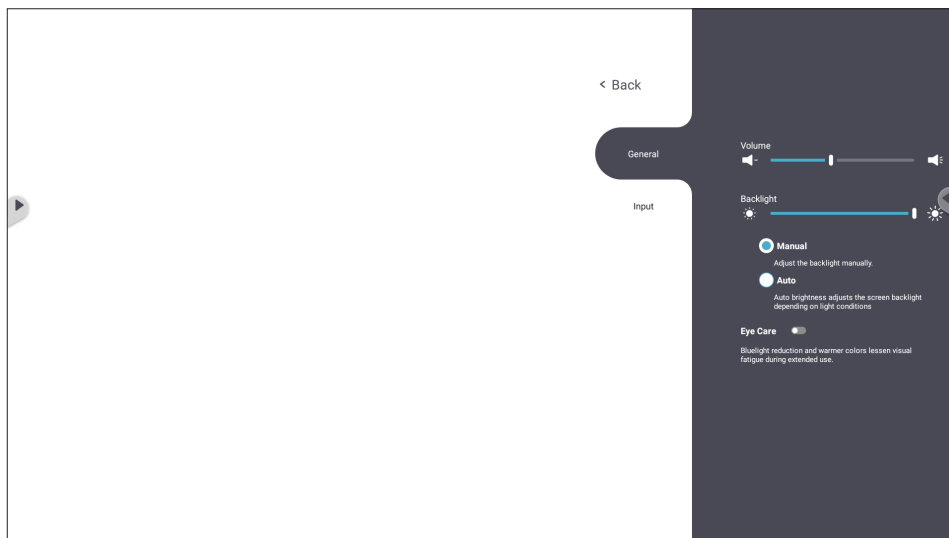 < Back
General
Input
Volume
Backlight
Manual
Adjust the backlight manually.
Auto
Auto brightness adjusts the screen backlight
depending on light conditions
Eye Care
Bluelight reduction and warmer colors lessen visual
fatigue during extended use.